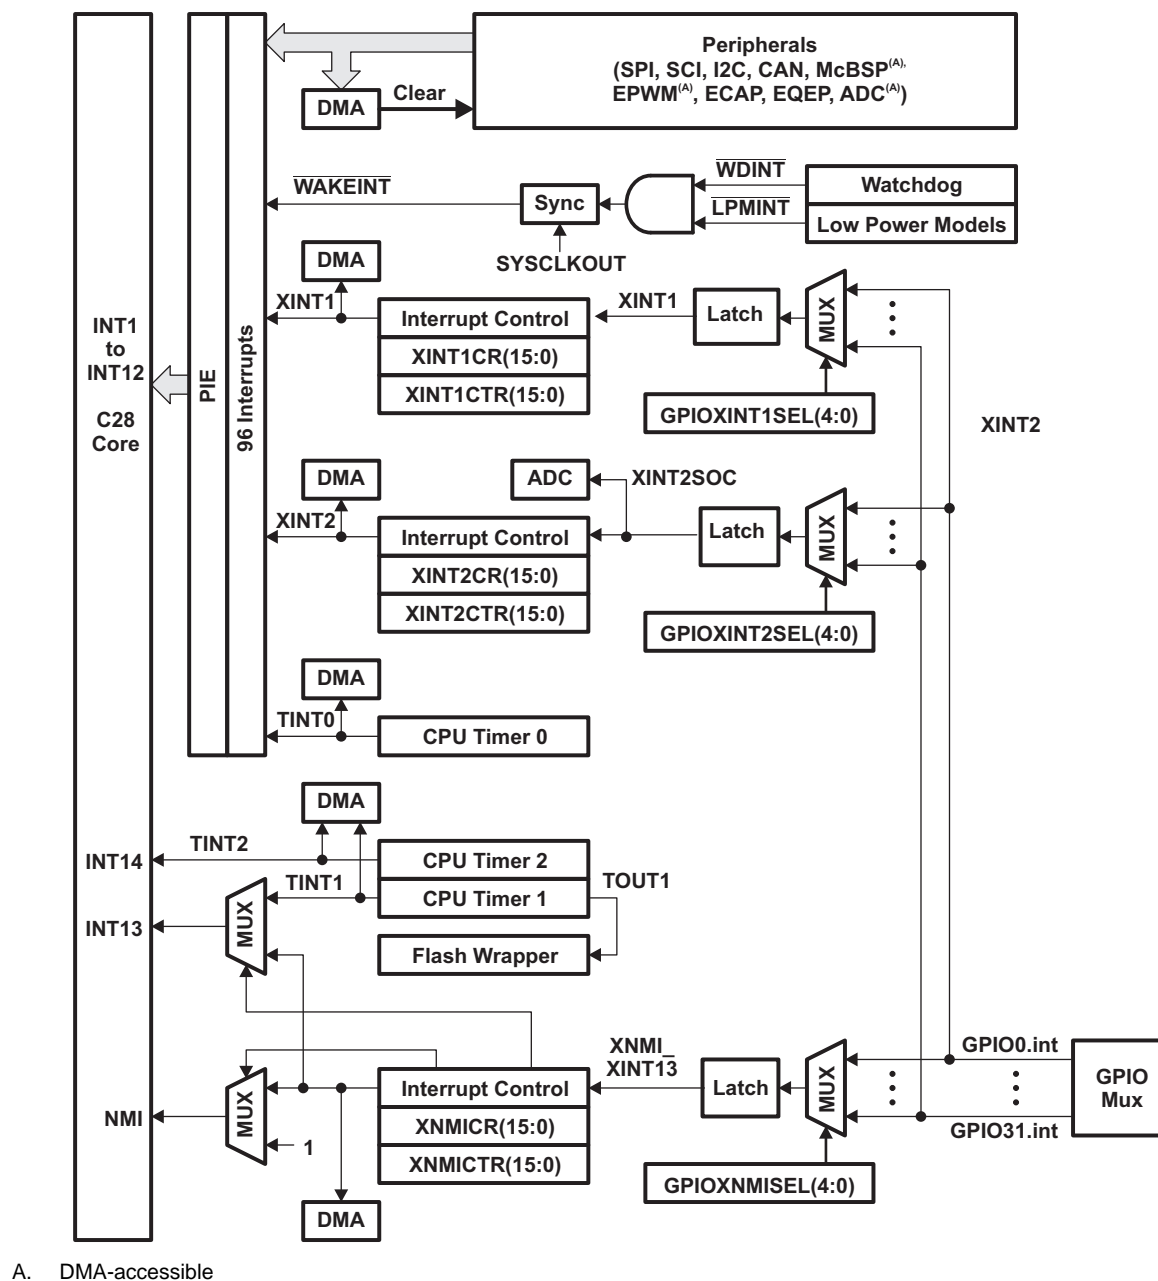 Peripherals
(SPI, SCI, I2C, CAN, McBSP(A),
EPWM(A), ECAP, EQEP, ADC(A))
DMA
Clear
WAKEINT
Sync
SYSCLKOUT
WDINT
LPMINT
Watchdog
Low Power Models
DMA
XINT1
Interrupt Control
XINT1CR(15:0)
XINT1CTR(15:0)
XINT1
Latch
MUX
GPIOXINT1SEL(4:0)
INT1
to
INT12
C28
Core
PIE
96 Interrupts
XINT2
DMA
XINT2
ADC
XINT2SOC
Interrupt Control
XINT2CR(15:0)
XINT2CTR(15:0)
Latch
MUX
GPIOXINT2SEL(4:0)
DMA
TINT0
CPU Timer 0
DMA
INT14
TINT2
CPU Timer 2
TINT1
CPU Timer 1
TOUT1
INT13
MUX
Flash Wrapper
XNMI_
XINT13
Interrupt Control
XNMICR(15:0)
XNMICTR(15:0)
Latch
MUX
GPIOXNMISEL(4:0)
GPIO0.int
GPIO31.int
GPIO
Mux
NMI
MUX
1
DMA
A. DMA-accessible